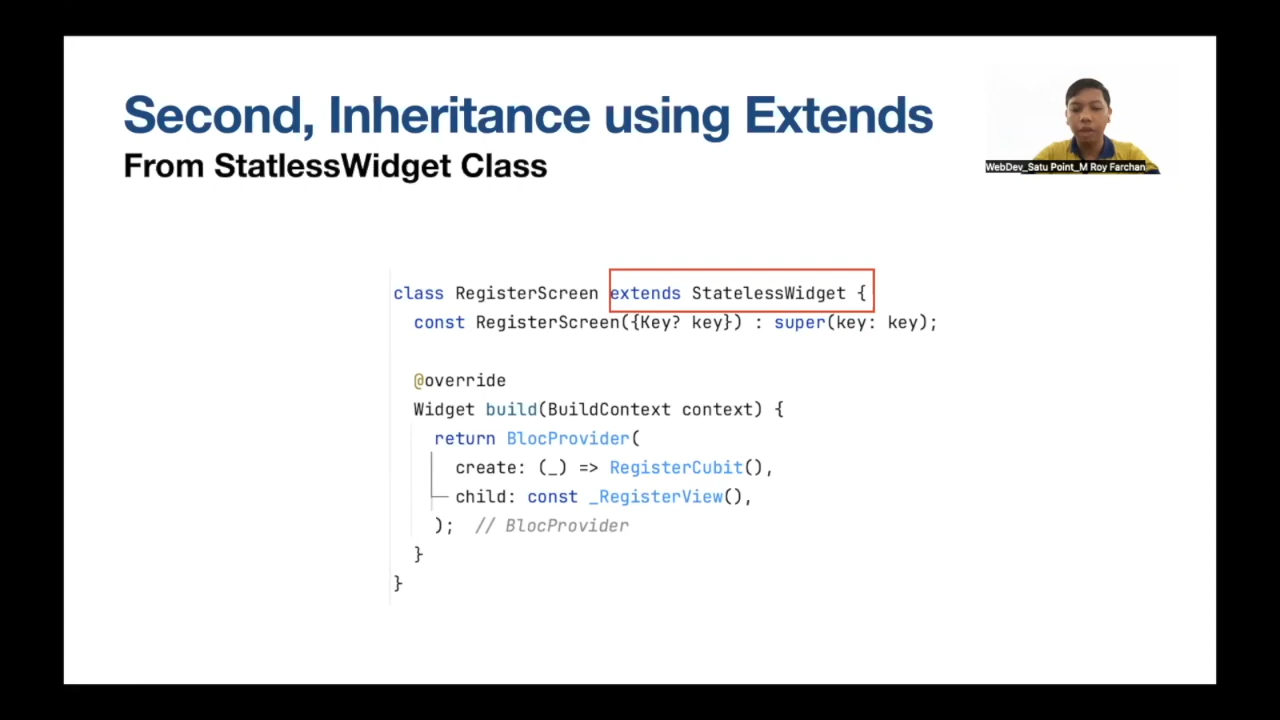 Second, Inheritance using Extends
From StatlessWidget Class
WebDev_Satu Point_M Roy Farchan
class RegisterScreen extends StatelessWidget {
const RegisterScreen({Key? key}) : super(key: key);
@override
Widget build(BuildContext context) {
return BlocProvider(
create: (_) => RegisterCubit(),
child: const _RegisterView(),
); // BlocProvider
}
}